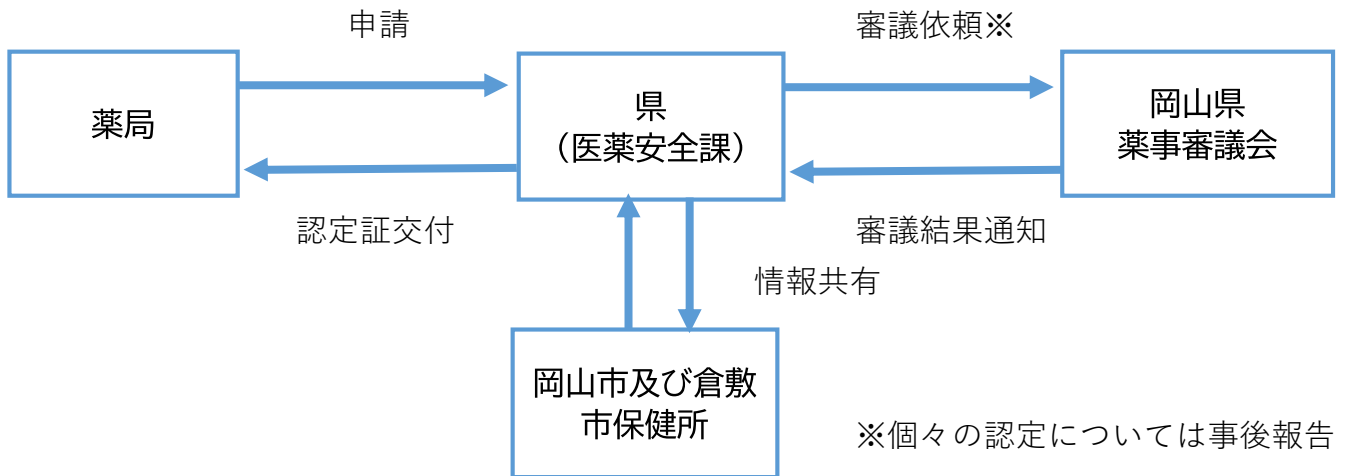 申請
審議依頼※
薬局
県
（医薬安全課）
岡山県
薬事審議会
認定証交付
審議結果通知
情報共有
岡山市及び倉敷
市保健所
※個々の認定については事後報告